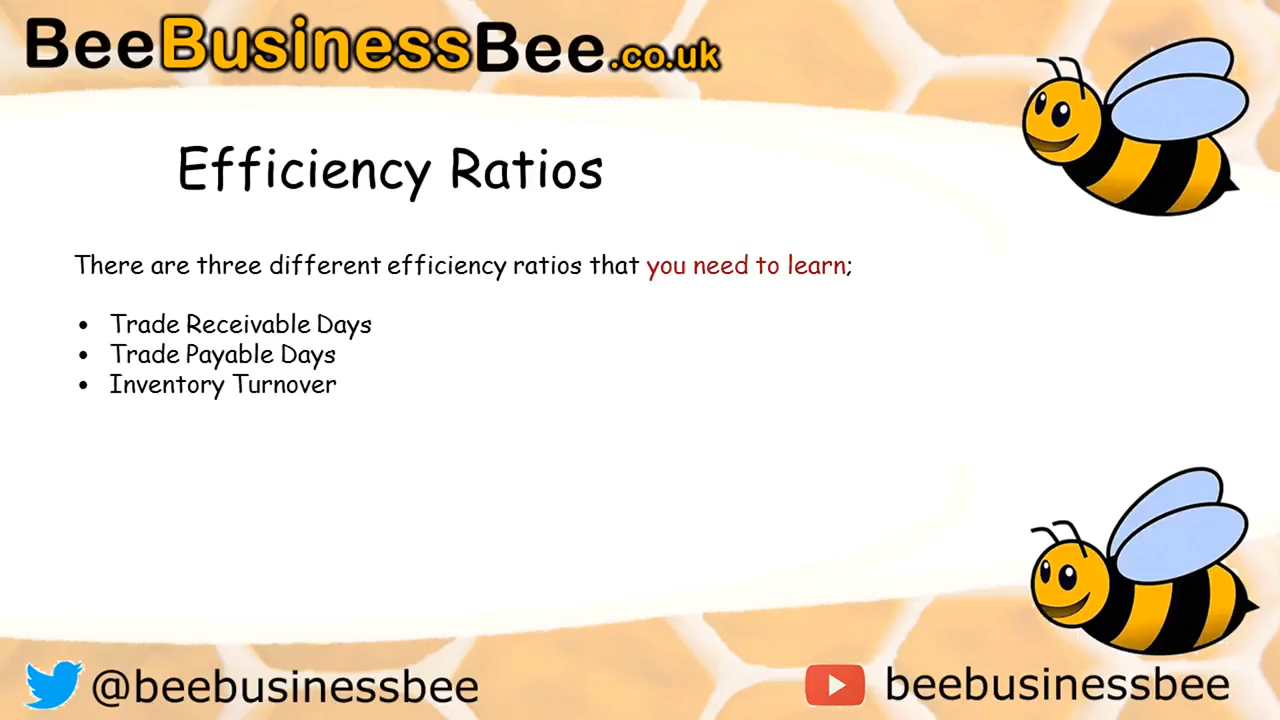 BeeBusinessBee.co.uk
Efficiency Ratios
There are three different efficiency ratios that you need to learn;
• Trade Receivable Days
• Trade Payable Days
• Inventory Turnover
@beebusinessbee
beebusinessbee